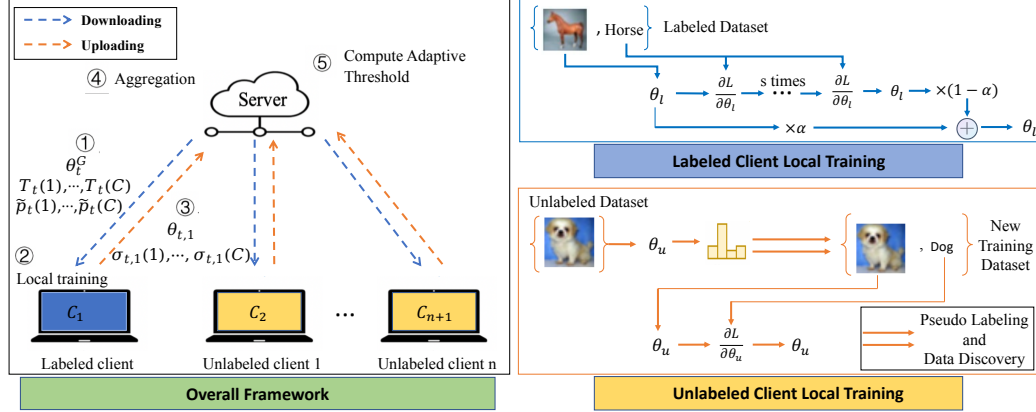 Downloading
Uploading
④ Aggregation
⑤ Compute Adaptive
Threshold
Server
①
θ_t^G
T_t(1),⋯,T_t(C)
p̃_t(1),⋯,p̃_t(C)
③
θ_{t,1}
σ_{t,1}(1),⋯, σ_{t,1}(C)
②
Local training
C_1
C_2
...
C_{n+1}
Labeled client
Unlabeled client 1
Unlabeled client n
Overall Framework
{ , Horse} Labeled Dataset
θ_l ∂L/∂θ_l s times ⋯ ∂L/∂θ_l θ_l ×(1 − α)
×α + θ_l
Labeled Client Local Training
Unlabeled Dataset
{ } θ_u { , Dog }
New
Training
Dataset
θ_u ∂L/∂θ_u θ_u
Pseudo Labeling
and
Data Discovery
Unlabeled Client Local Training